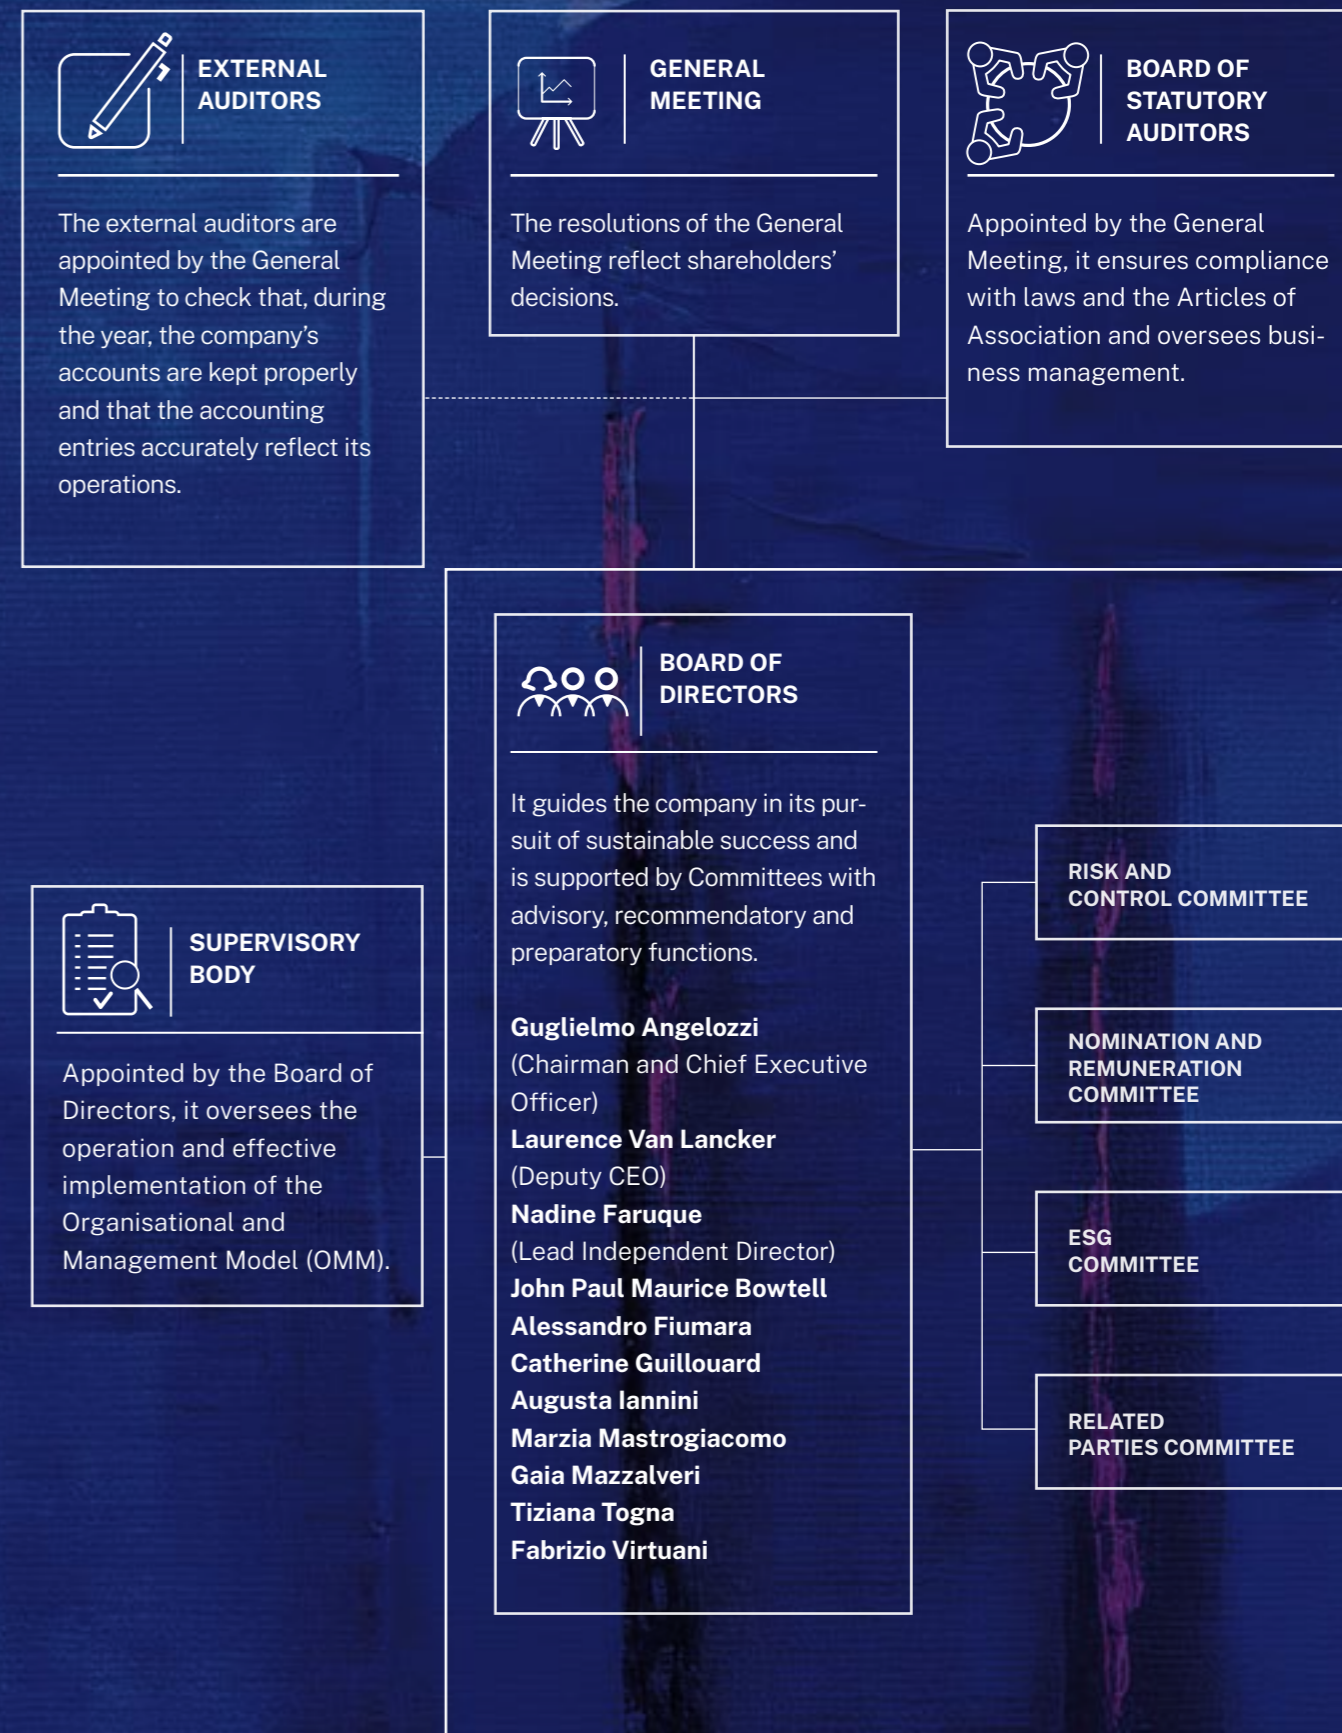 EXTERNAL
AUDITORS
The external auditors are
appointed by the General
Meeting to check that, during
the year, the company’s
accounts are kept properly
and that the accounting
entries accurately reflect its
operations.
GENERAL
MEETING
The resolutions of the General
Meeting reflect shareholders’
decisions.
BOARD OF
STATUTORY
AUDITORS
Appointed by the General
Meeting, it ensures compliance
with laws and the Articles of
Association and oversees busi-
ness management.
SUPERVISORY
BODY
Appointed by the Board of
Directors, it oversees the
operation and effective
implementation of the
Organisational and
Management Model (OMM).
BOARD OF
DIRECTORS
It guides the company in its pur-
suit of sustainable success and
is supported by Committees with
advisory, recommendatory and
preparatory functions.
Guglielmo Angelozzi
(Chairman and Chief Executive
Officer)
Laurence Van Lancker
(Deputy CEO)
Nadine Faruque
(Lead Independent Director)
John Paul Maurice Bowtell
Alessandro Fiumara
Catherine Guillouard
Augusta Iannini
Marzia Mastrogiacomo
Gaia Mazzalveri
Tiziana Togna
Fabrizio Virtuani
RISK AND
CONTROL COMMITTEE
NOMINATION AND
REMUNERATION
COMMITTEE
ESG
COMMITTEE
RELATED
PARTIES COMMITTEE